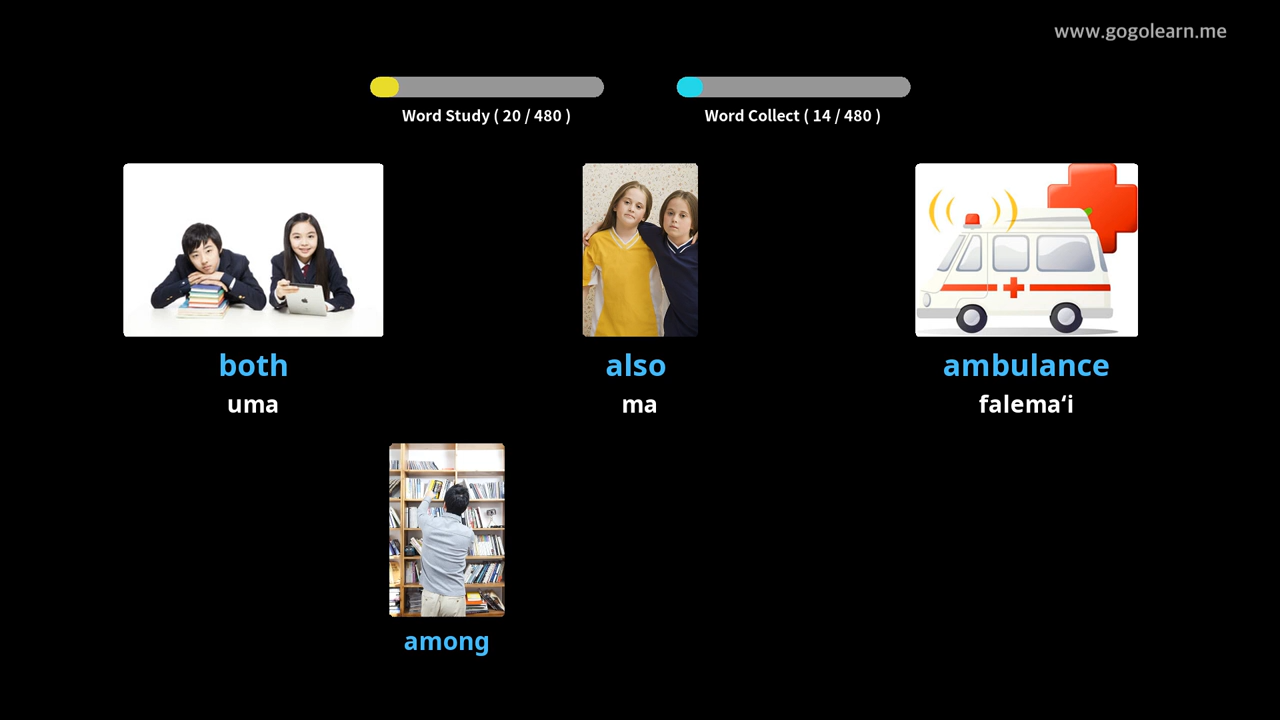 www.gogolearn.me
Word Study ( 20 / 480 )
Word Collect ( 14 / 480 )
both
also
ambulance
uma
ma
falemaʻi
among